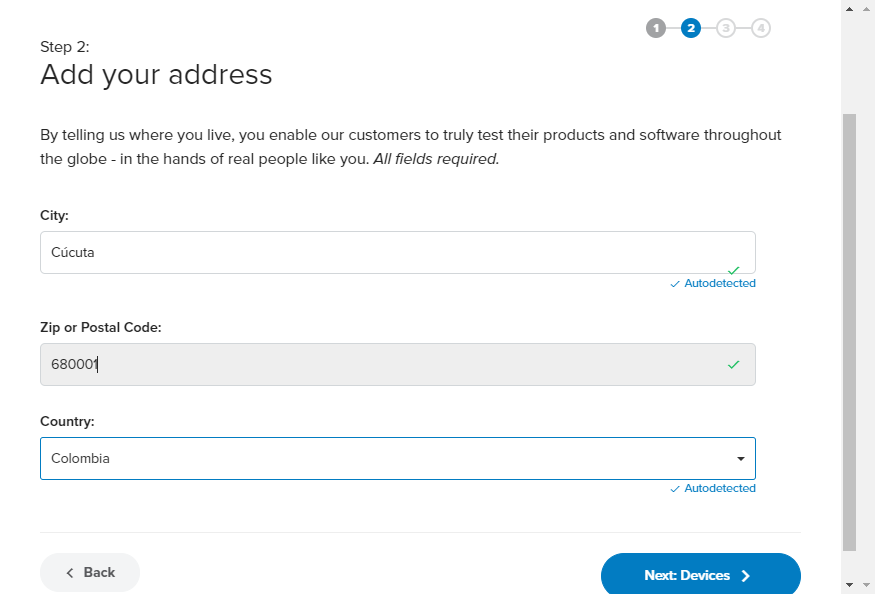 1 2 3 4
Step 2:
Add your address
By telling us where you live, you enable our customers to truly test their products and software throughout
the globe - in the hands of real people like you. All fields required.
City:
Cúcuta
Autodetected
Zip or Postal Code:
680001
Country:
Colombia
Autodetected
Back
Next: Devices